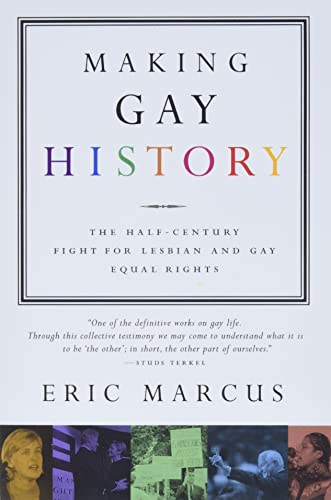 MAKING
GAY
HISTORY
THE HALF-CENTURY
FIGHT FOR LESBIAN AND GAY
EQUAL RIGHTS
"One of the definitive works on gay life.
Through this collective testimony we may come to understand what it is
to be 'the other'; in short, the other part of ourselves."
—STUDS TERKEL
ERIC MARCUS